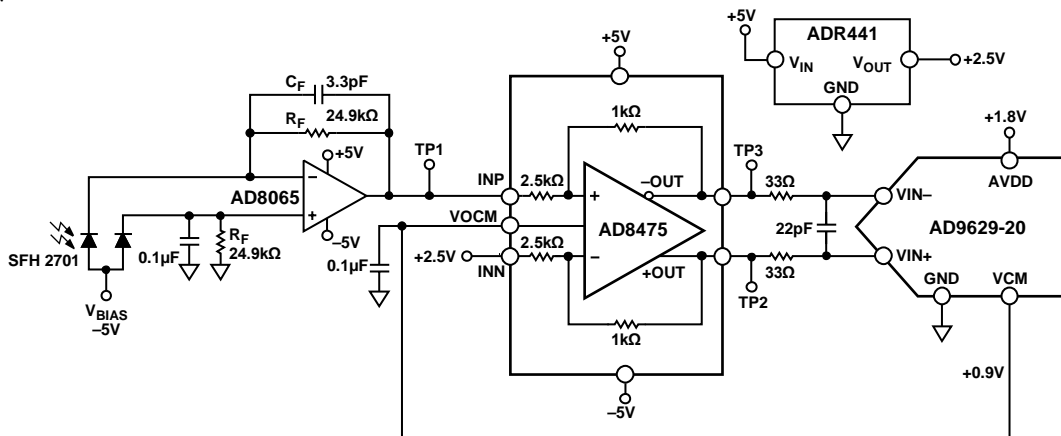 +5V
ADR441
VIN
VOUT
+2.5V
GND
+5V
CF 3.3pF
24.9kΩ
RF
+5V
AD8065
−
+
−5V
TP1
1kΩ
INP
2.5kΩ
+
−OUT
VOCM
AD8475
+2.5V
2.5kΩ
INN
−
+OUT
0.1µF
1kΩ
−5V
TP3
33Ω
22pF
33Ω
TP2
+1.8V
AVDD
VIN−
AD9629-20
VIN+
GND
VCM
+0.9V
SFH 2701
0.1µF
RF
24.9kΩ
VBIAS
−5V